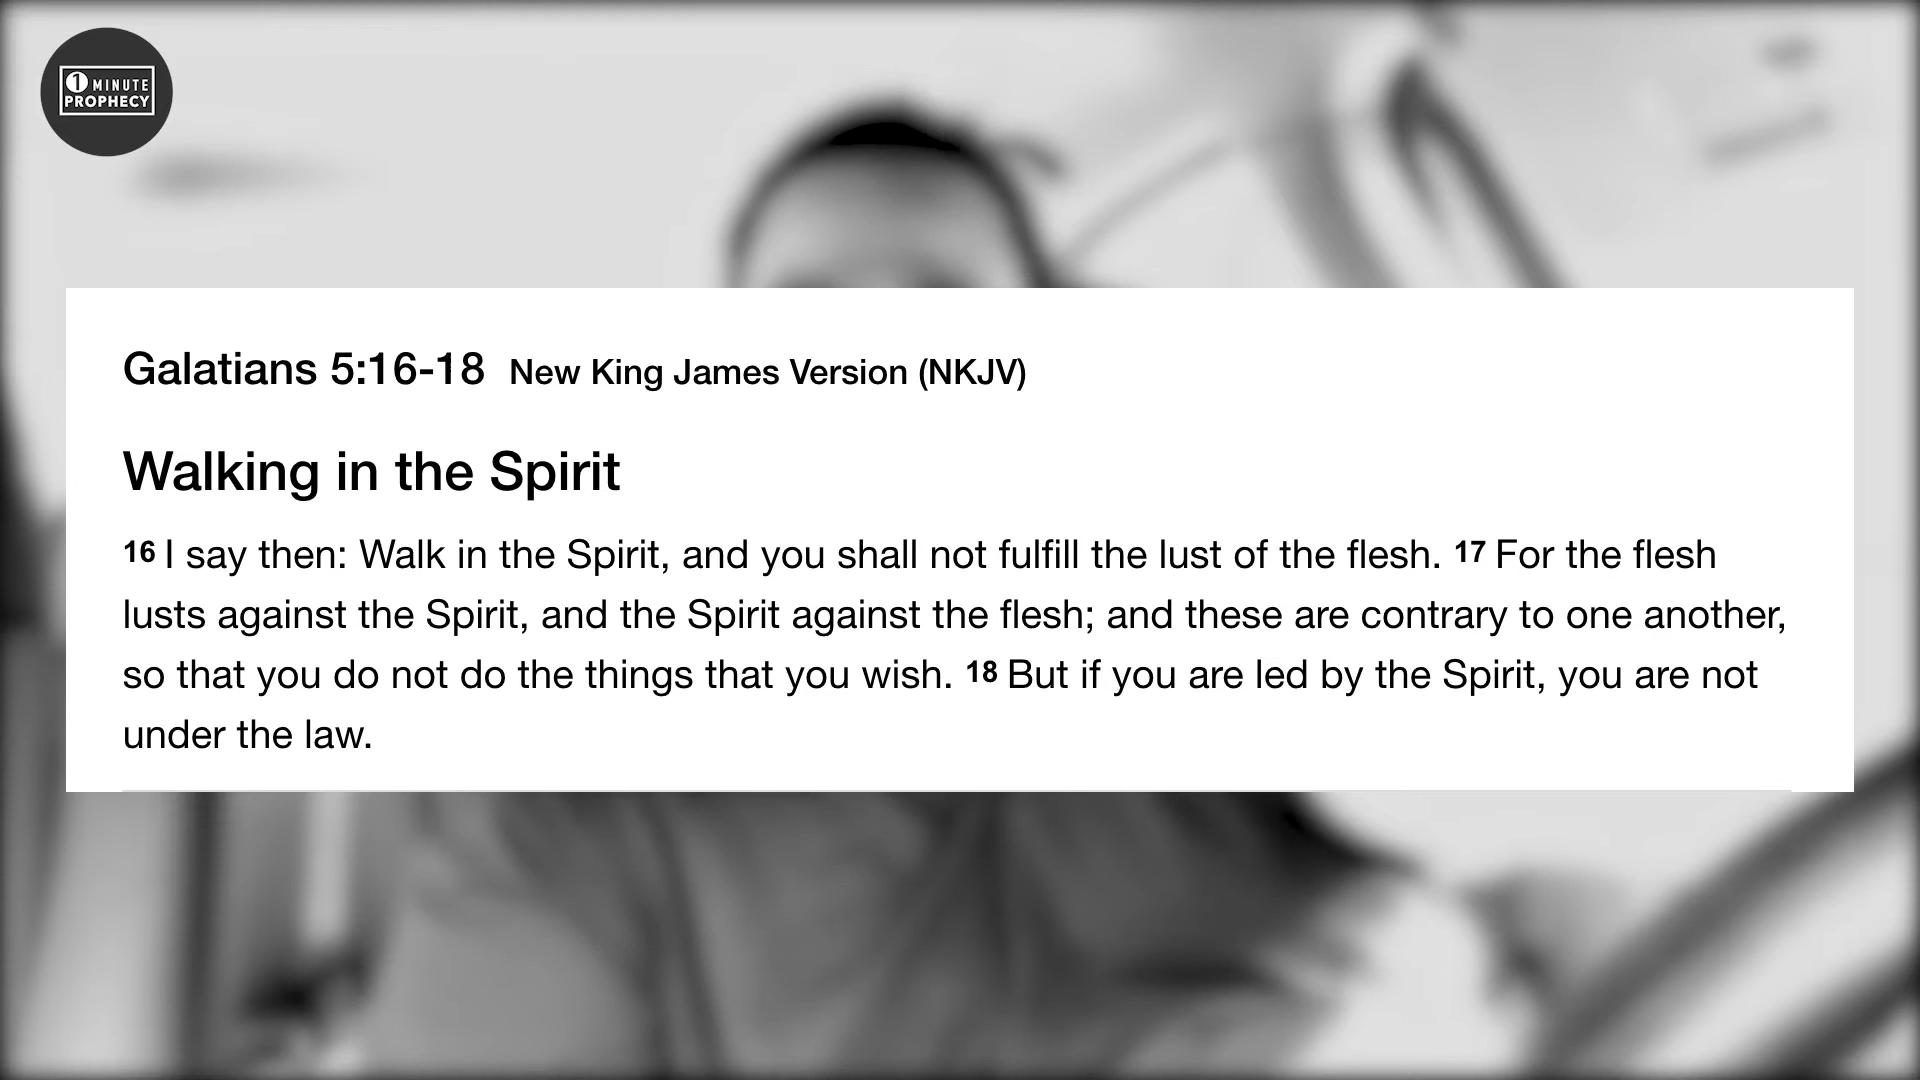 1 MINUTE
PROPHECY
Galatians 5:16-18 New King James Version (NKJV)
Walking in the Spirit
16 I say then: Walk in the Spirit, and you shall not fulfill the lust of the flesh. 17 For the flesh
lusts against the Spirit, and the Spirit against the flesh; and these are contrary to one another,
so that you do not do the things that you wish. 18 But if you are led by the Spirit, you are not
under the law.